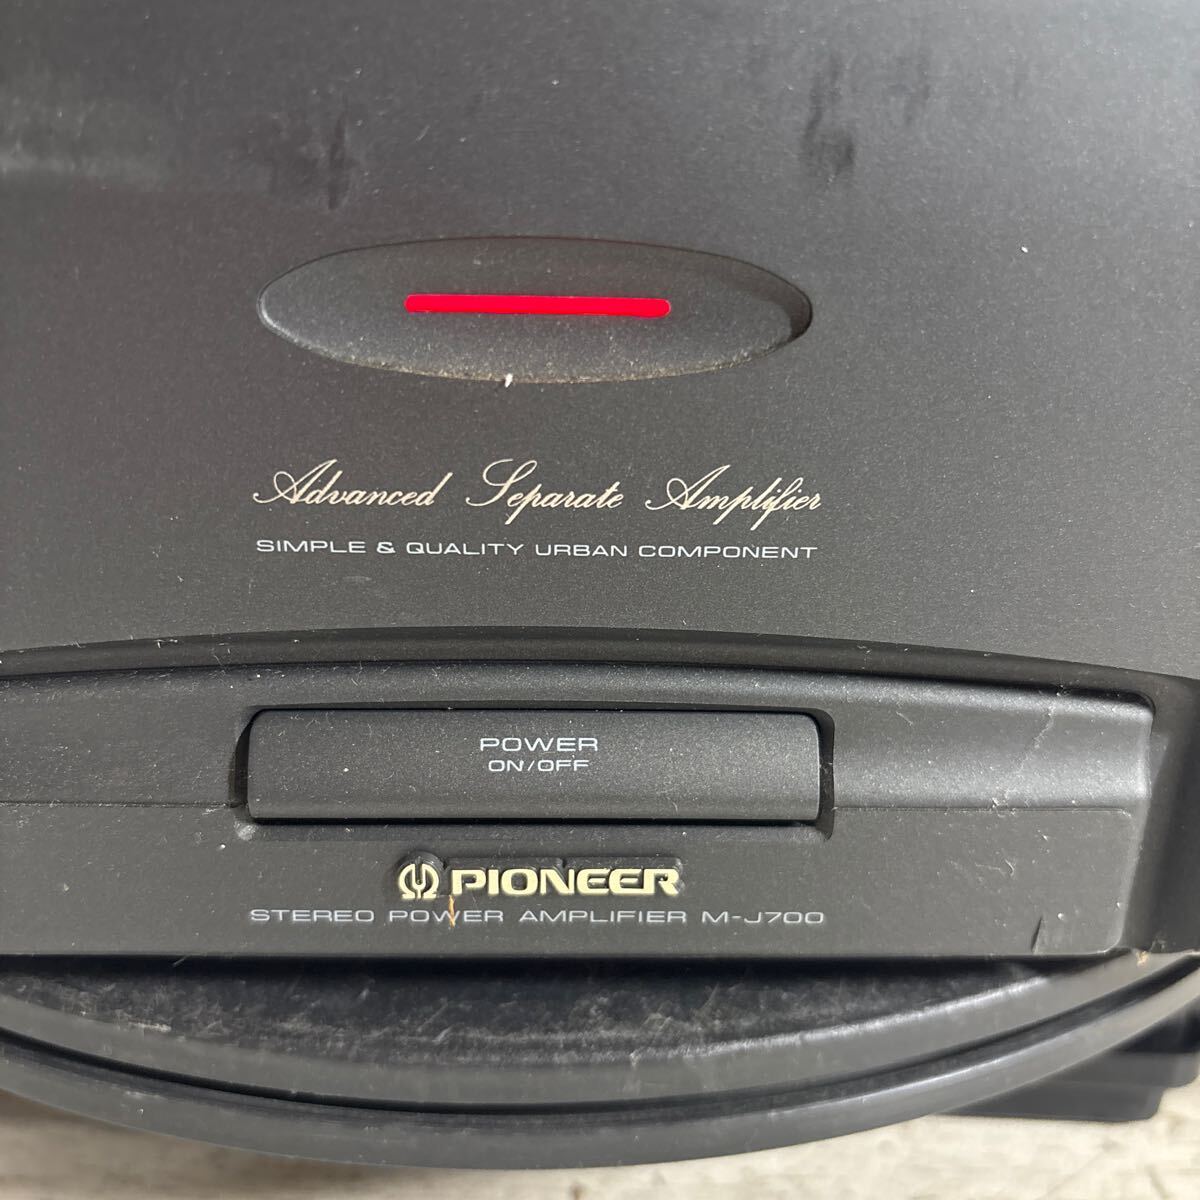 Advanced Separate Amplifier
SIMPLE & QUALITY URBAN COMPONENT
POWER
ON/OFF
PIONEER
STEREO POWER AMPLIFIER M-J700